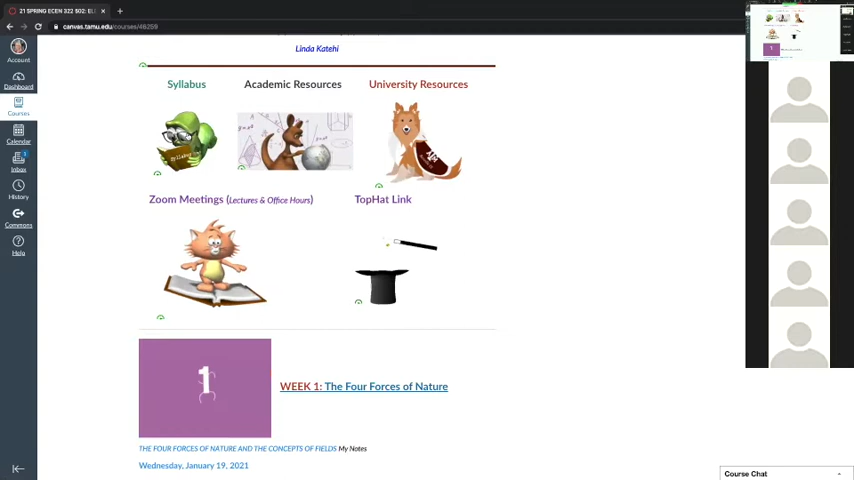 21 SPRING ECEN 322 502: EL
canvas.tamu.edu/courses/46259
Linda Katehi
Account
Dashboard
Courses
Calendar
Inbox
History
Commons
Help
Syllabus
Academic Resources
University Resources
Syllabus
Zoom Meetings (Lectures & Office Hours)
TopHat Link
1
WEEK 1: The Four Forces of Nature
THE FOUR FORCES OF NATURE AND THE CONCEPTS OF FIELDS My Notes
Wednesday, January 19, 2021
Course Chat